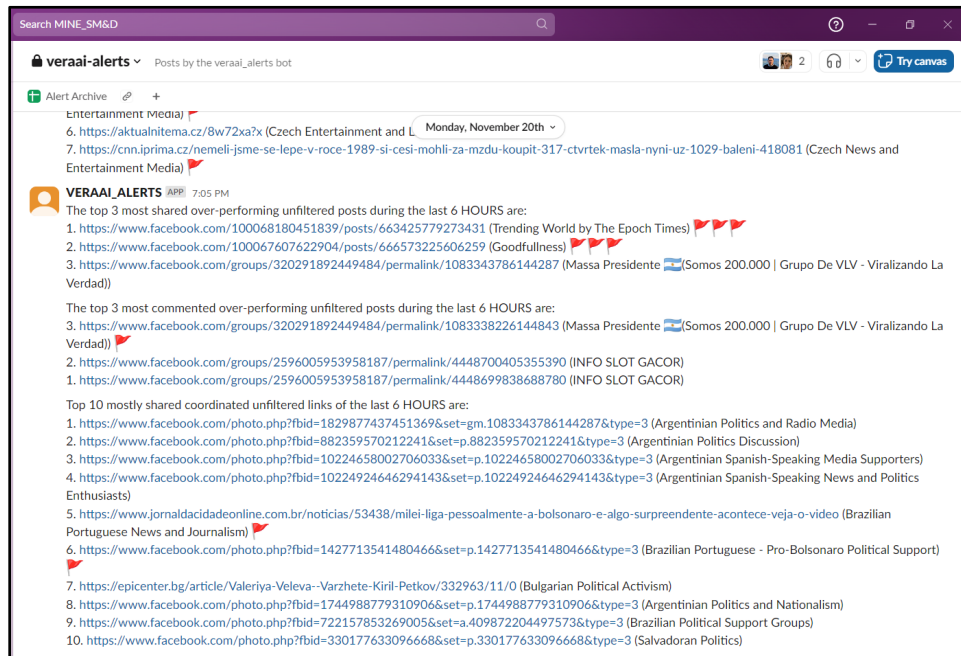 Search MINE_SM&D
veraai-alerts Posts by the veraai_alerts bot 2 Try canvas
Alert Archive +
Entertainment Media) 🚩
6. https://aktualnitema.cz/8w72xa?x (Czech Entertainment and L
Monday, November 20th
7. https://cnn.iprima.cz/nemeli-jsme-se-lepe-v-roce-1989-si-cesi-mohli-za-mzdu-koupit-317-ctvrtek-masla-nyni-uz-1029-baleni-418081 (Czech News and
Entertainment Media) 🚩
VERAAI_ALERTS APP 7:05 PM
The top 3 most shared over-performing unfiltered posts during the last 6 HOURS are:
1. https://www.facebook.com/100068180451839/posts/663425779273431 (Trending World by The Epoch Times) 🚩🚩🚩
2. https://www.facebook.com/100067607622904/posts/666573225606259 (Goodfullness) 🚩🚩🚩
3. https://www.facebook.com/groups/320291892449484/permalink/1083343786144287 (Massa Presidente 🇦🇷(Somos 200.000 | Grupo De VLV - Viralizando La
Verdad))
The top 3 most commented over-performing unfiltered posts during the last 6 HOURS are:
3. https://www.facebook.com/groups/320291892449484/permalink/1083338226144843 (Massa Presidente 🇦🇷(Somos 200.000 | Grupo De VLV - Viralizando La
Verdad)) 🚩
2. https://www.facebook.com/groups/2596005953958187/permalink/4448700405355390 (INFO SLOT GACOR)
1. https://www.facebook.com/groups/2596005953958187/permalink/4448699838688780 (INFO SLOT GACOR)
Top 10 mostly shared coordinated unfiltered links of the last 6 HOURS are:
1. https://www.facebook.com/photo.php?fbid=1829877437451369&set=gm.1083343786144287&type=3 (Argentinian Politics and Radio Media)
2. https://www.facebook.com/photo.php?fbid=882359570212241&set=p.882359570212241&type=3 (Argentinian Politics Discussion)
3. https://www.facebook.com/photo.php?fbid=10224658002706033&set=p.10224658002706033&type=3 (Argentinian Spanish-Speaking Media Supporters)
4. https://www.facebook.com/photo.php?fbid=10224924646294143&set=p.10224924646294143&type=3 (Argentinian Spanish-Speaking News and Politics
Enthusiasts)
5. https://www.jornaldacidadeonline.com.br/noticias/53438/milei-liga-pessoalmente-a-bolsonaro-e-algo-surpreendente-acontece-veja-o-video (Brazilian
Portuguese News and Journalism) 🚩
6. https://www.facebook.com/photo.php?fbid=1427713541480466&set=p.1427713541480466&type=3 (Brazilian Portuguese - Pro-Bolsonaro Political Support)
🚩
7. https://epicenter.bg/article/Valeriya-Veleva--Varzhete-Kiril-Petkov/332963/11/0 (Bulgarian Political Activism)
8. https://www.facebook.com/photo.php?fbid=1744988779310906&set=p.1744988779310906&type=3 (Argentinian Politics and Nationalism)
9. https://www.facebook.com/photo.php?fbid=722157853269005&set=a.409872204497573&type=3 (Brazilian Political Support Groups)
10. https://www.facebook.com/photo.php?fbid=330177633096668&set=p.330177633096668&type=3 (Salvadoran Politics)